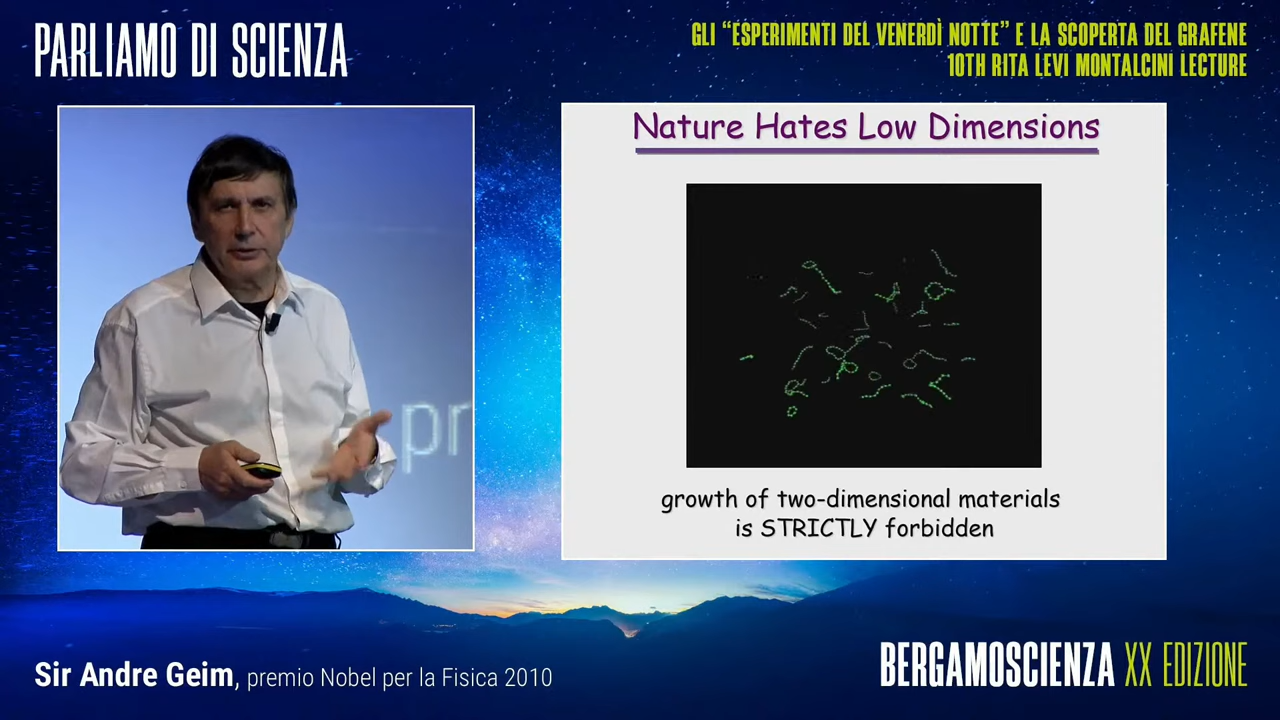 PARLIAMO DI SCIENZA
GLI “ESPERIMENTI DEL VENERDÌ NOTTE” E LA SCOPERTA DEL GRAFENE
10TH RITA LEVI MONTALCINI LECTURE
Nature Hates Low Dimensions
pr
growth of two-dimensional materials
is STRICTLY forbidden
Sir Andre Geim, premio Nobel per la Fisica 2010
BERGAMOSCIENZA XX EDIZIONE